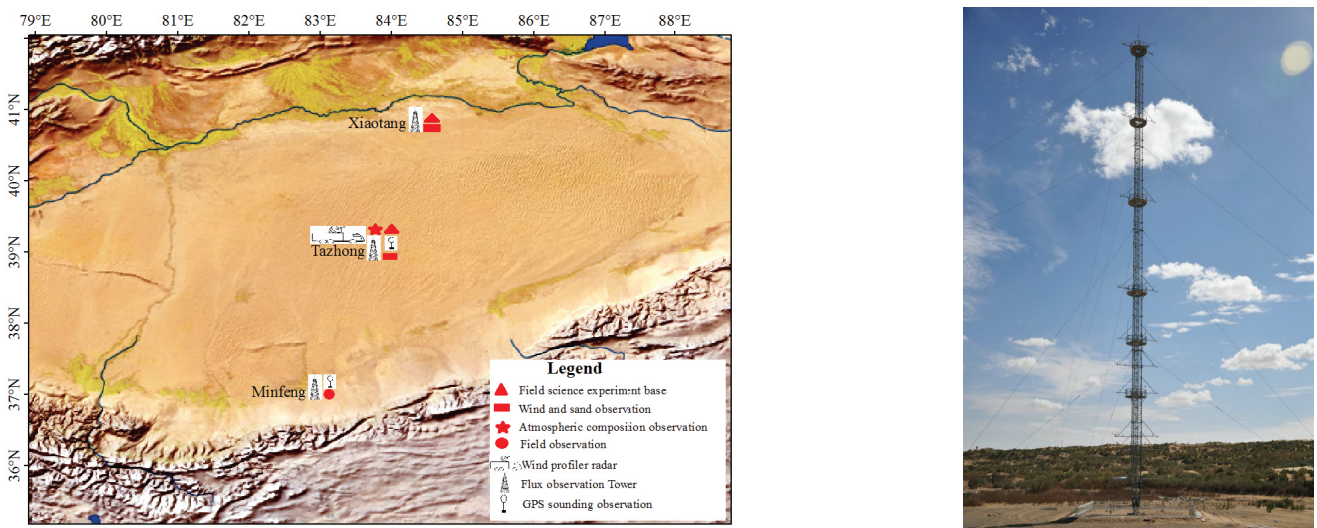 79°E 80°E 81°E 82°E 83°E 84°E 85°E 86°E 87°E 88°E
41°N
40°N
39°N
38°N
37°N
36°N
Xiaotang
Tazhong
Minfeng
Legend
Field science experiment base
Wind and sand observation
Atmospheric composiion observation
Field observation
Wind profiler radar
Flux observation Tower
GPS sounding observation